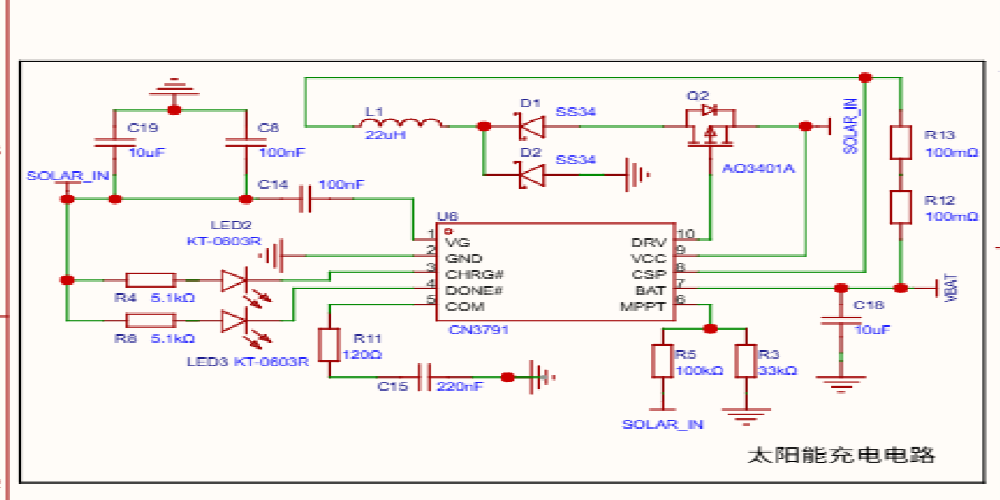 C19
10uF
C8
100nF
SOLAR_IN
C14 100nF
L1
22uH
D1 SS34
D2 SS34
Q2
AO3401A
SOLAR_IN
R13
100mΩ
R12
100mΩ
LED2
KT-0603R
R4 5.1kΩ
R6 5.1kΩ
LED3 KT-0603R
U6
1 VG
2 GND
3 CHRG#
4 DONE#
5 COM
DRV 10
VCC 9
CSP 8
BAT 7
MPPT 6
CN3791
R11
120Ω
C15 220nF
R5
100kΩ
R3
33kΩ
SOLAR_IN
C18
10uF
VBAT
太阳能充电电路